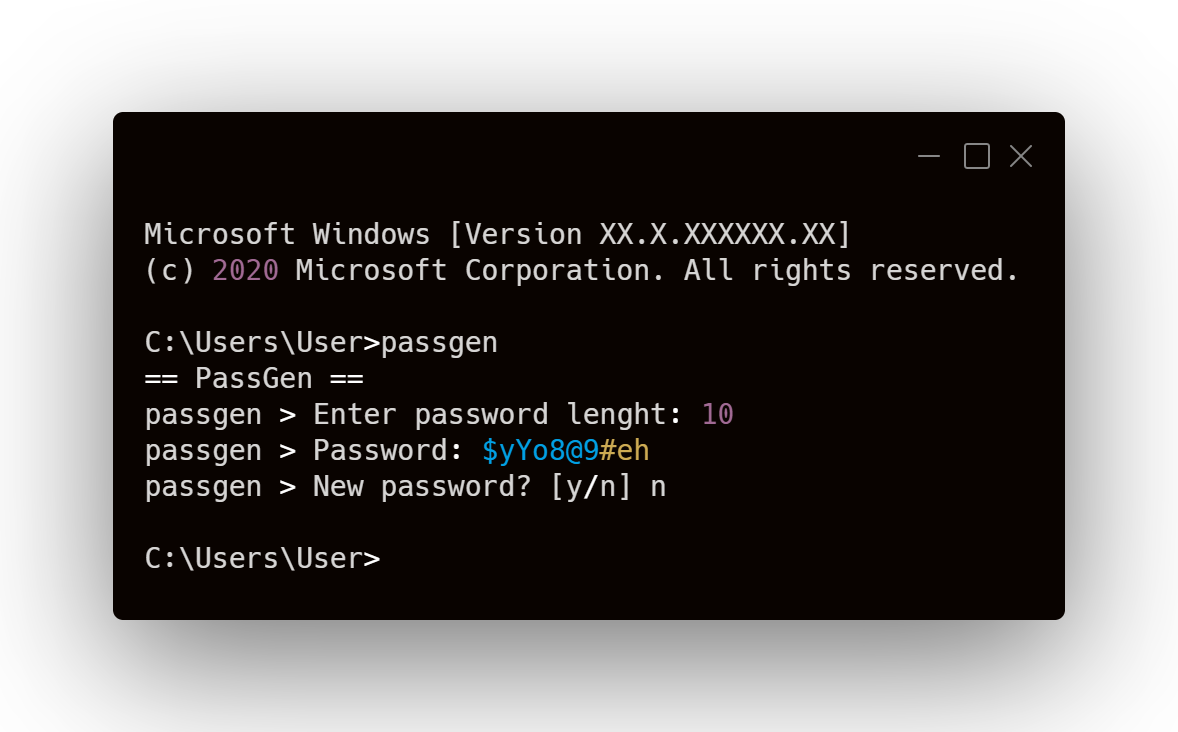 Microsoft Windows [Version XX.X.XXXXXX.XX]
(c) 2020 Microsoft Corporation. All rights reserved.
C:\Users\User>passgen
== PassGen ==
passgen > Enter password lenght: 10
passgen > Password: $yYo8@9#eh
passgen > New password? [y/n] n
C:\Users\User>